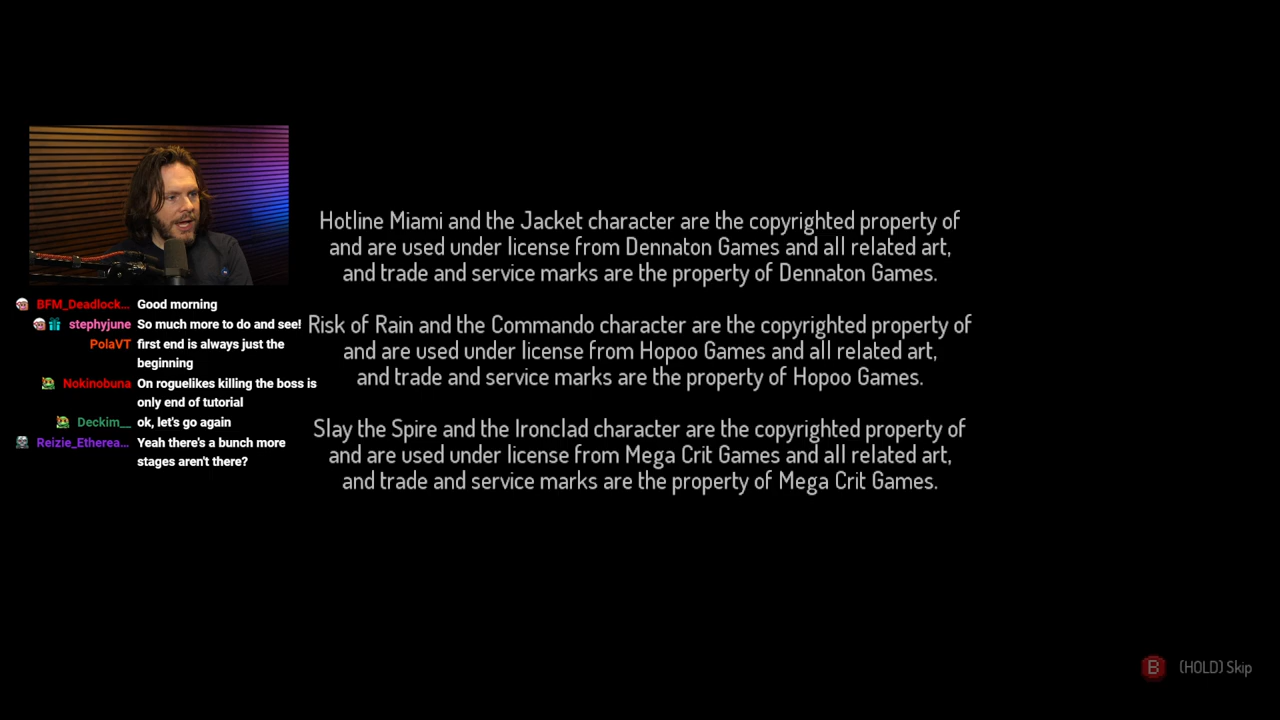 BFM_Deadlock... Good morning
stephyjune So much more to do and see!
PolaVT first end is always just the
beginning
Nokinobuna On roguelikes killing the boss is
only end of tutorial
Deckim__ ok, let's go again
Reizie_Etherea... Yeah there's a bunch more
stages aren't there?
Hotline Miami and the Jacket character are the copyrighted property of
and are used under license from Dennaton Games and all related art,
and trade and service marks are the property of Dennaton Games.
Risk of Rain and the Commando character are the copyrighted property of
and are used under license from Hopoo Games and all related art,
and trade and service marks are the property of Hopoo Games.
Slay the Spire and the Ironclad character are the copyrighted property of
and are used under license from Mega Crit Games and all related art,
and trade and service marks are the property of Mega Crit Games.
B (HOLD) Skip